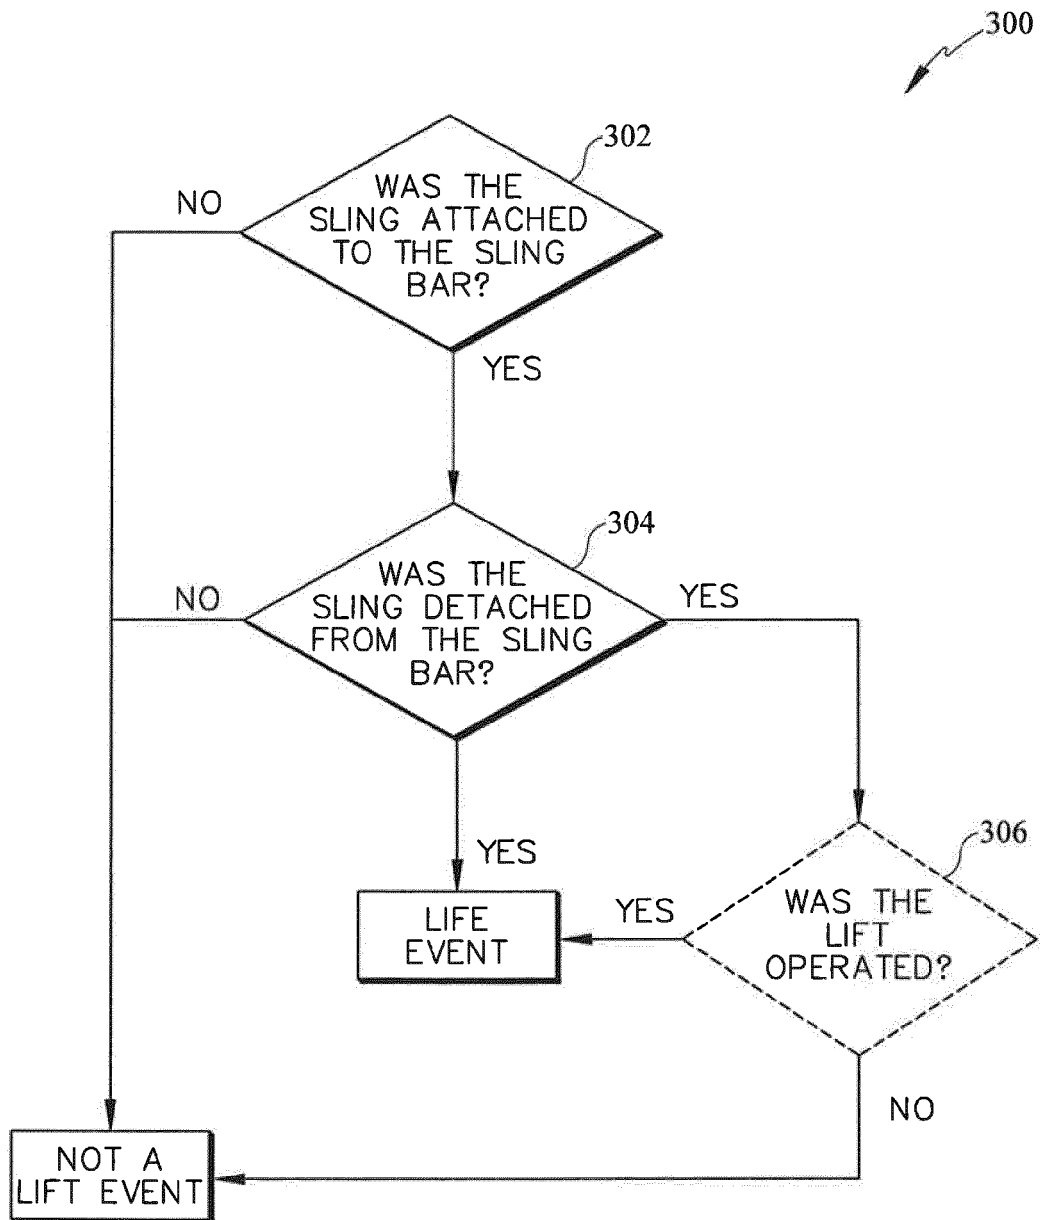 300
302
WAS THE
SLING ATTACHED
TO THE SLING
BAR?
NO
YES
304
WAS THE
SLING DETACHED
FROM THE SLING
BAR?
NO
YES
YES
306
WAS THE
LIFT
OPERATED?
YES
LIFE
EVENT
NO
NOT A
LIFT EVENT